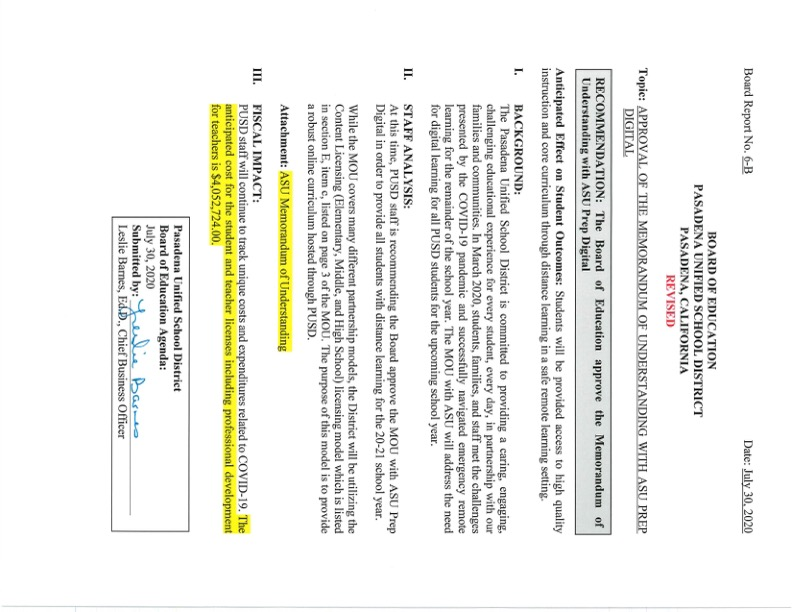 Board Report No. 6-B Date: July 30, 2020
BOARD OF EDUCATION
PASADENA UNIFIED SCHOOL DISTRICT
PASADENA, CALIFORNIA
REVISED
Topic: APPROVAL OF THE MEMORANDUM OF UNDERSTANDING WITH ASU PREP
DIGITAL
RECOMMENDATION: The Board of Education approve the Memorandum of
Understanding with ASU Prep Digital
Anticipated Effect on Student Outcomes: Students will be provided access to high quality
instruction and core curriculum through distance learning in a safe remote learning setting.
I. BACKGROUND:
The Pasadena Unified School District is committed to providing a caring, engaging,
challenging educational experience for every student, every day, in partnership with our
families and communities. In March 2020, students, families, and staff met the challenges
presented by the COVID-19 pandemic and successfully navigated emergency remote
learning for the remainder of the school year. The MOU with ASU will address the need
for digital learning for all PUSD students for the upcoming school year.
II. STAFF ANALYSIS:
At this time, PUSD staff is recommending the Board approve the MOU with ASU Prep
Digital in order to provide all students with distance learning for the 20-21 school year.
While the MOU covers many different partnership models, the District will be utilizing the
Content Licensing (Elementary, Middle, and High School) licensing model which is listed
in section E, item c, listed on page 3 of the MOU. The purpose of this model is to provide
a robust online curriculum hosted through PUSD.
Attachment: ASU Memorandum of Understanding
III. FISCAL IMPACT:
PUSD staff will continue to track unique costs and expenditures related to COVID-19. The
anticipated cost for the student and teacher licenses including professional development
for teachers is $4,052,724.00.
Pasadena Unified School District
Board of Education Agenda:
July 30, 2020
Submitted by: Leslie Barnes
Leslie Barnes, Ed.D., Chief Business Officer